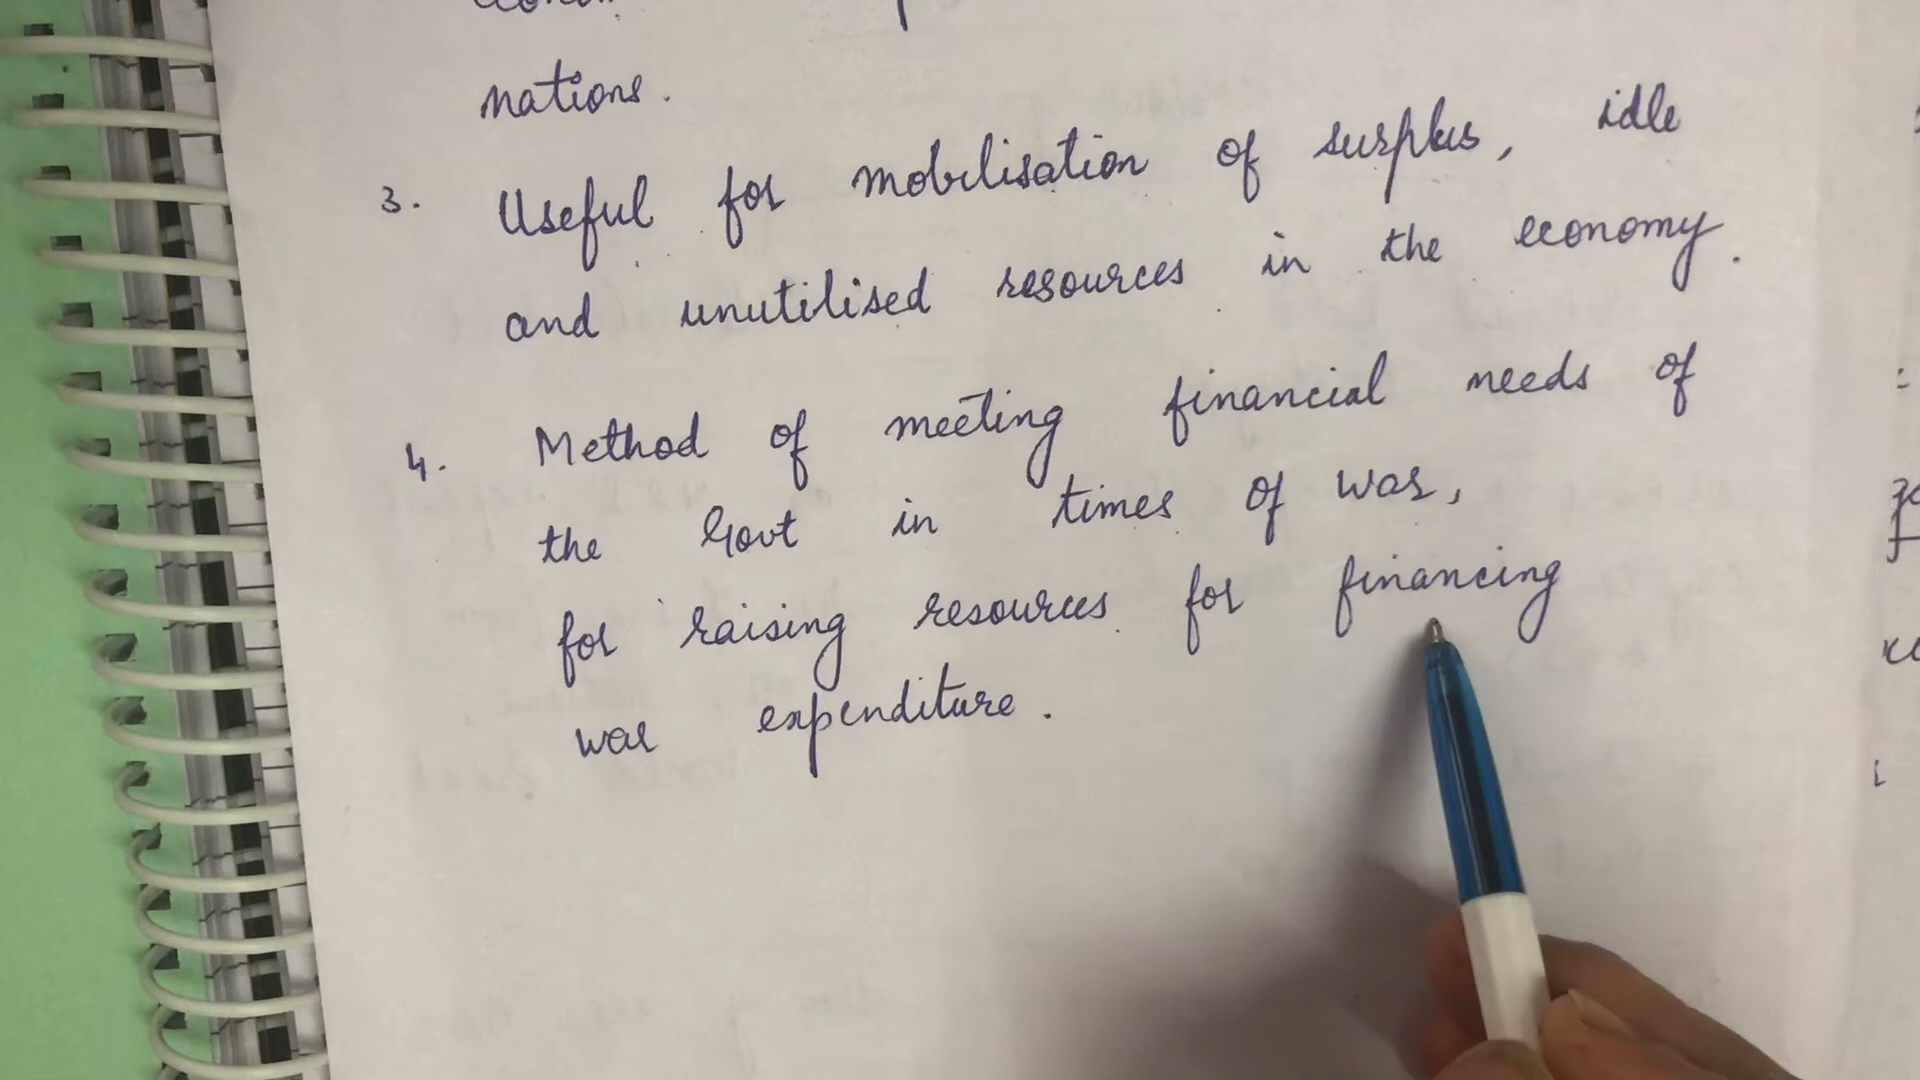 nations.
3. Useful for mobilisation of surplus, idle
and unutilised resources in the economy.
4. Method of meeting financial needs of
the Govt in times of war,
for raising resources for financing
war expenditure.